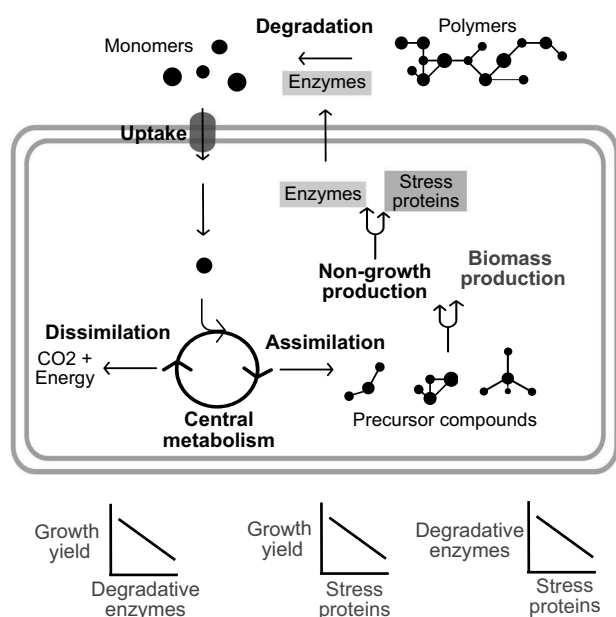 Degradation
Monomers
Polymers
Enzymes
Uptake
Enzymes
Stress
proteins
Non-growth
production
Biomass
production
Dissimilation
CO2 +
Energy
Assimilation
Central
metabolism
Precursor compounds
Growth
yield
Degradative
enzymes
Growth
yield
Stress
proteins
Degradative
enzymes
Stress
proteins